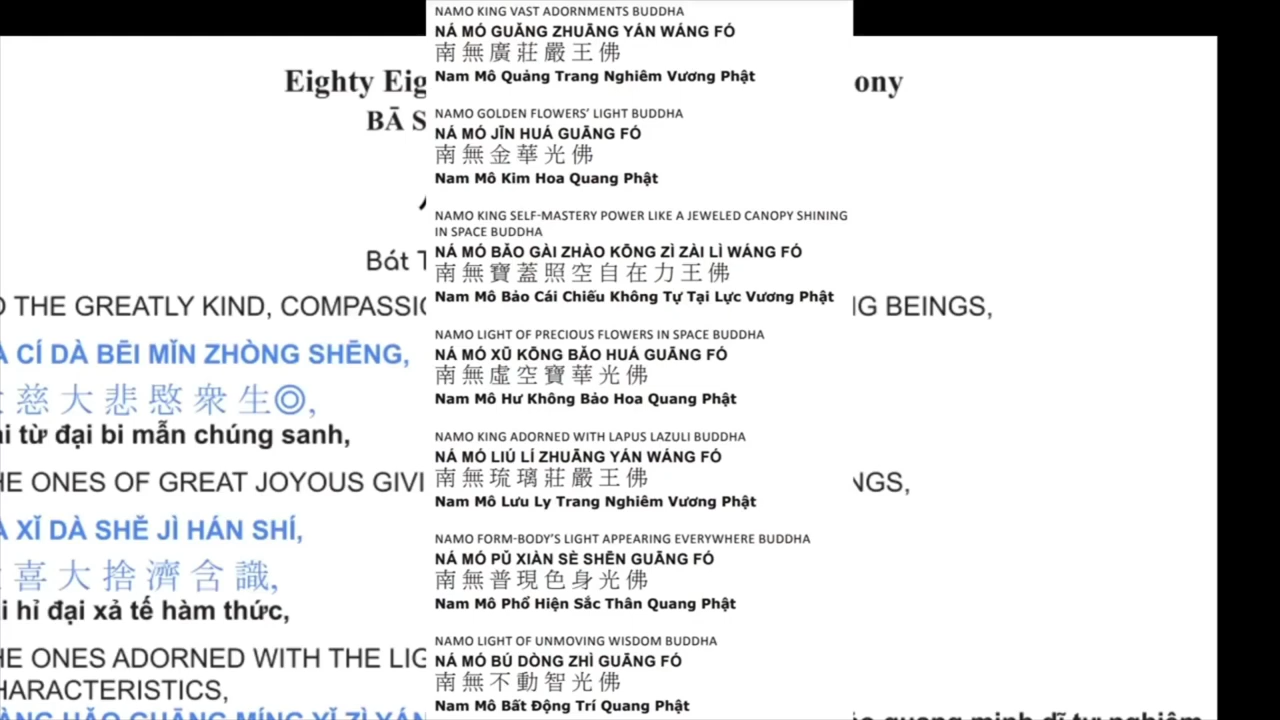 Eighty Eig
ony
BĀ S
Bát T
THE GREATLY KIND, COMPASSI
G BEINGS,
CÍ DÀ BĒI MǏN ZHÒNG SHĒNG,
慈 大 悲 愍 衆 生◎,
i từ đại bi mẫn chúng sanh,
HE ONES OF GREAT JOYOUS GIVI
NGS,
XǏ DÀ SHĚ JÌ HÁN SHÍ,
喜 大 捨 濟 含 識,
i hỉ đại xả tế hàm thức,
HE ONES ADORNED WITH THE LIG
HARACTERISTICS,
NAMO KING VAST ADORNMENTS BUDDHA
NÁ MÓ GUǍNG ZHUĀNG YÁN WÁNG FÓ
南 無 廣 莊 嚴 王 佛
Nam Mô Quảng Trang Nghiêm Vương Phật
NAMO GOLDEN FLOWERS’ LIGHT BUDDHA
NÁ MÓ JĪN HUÁ GUĀNG FÓ
南 無 金 華 光 佛
Nam Mô Kim Hoa Quang Phật
NAMO KING SELF-MASTERY POWER LIKE A JEWELED CANOPY SHINING
IN SPACE BUDDHA
NÁ MÓ BǍO GÀI ZHÀO KŌNG ZÌ ZÀI LÌ WÁNG FÓ
南 無 寶 蓋 照 空 自 在 力 王 佛
Nam Mô Bảo Cái Chiếu Không Tự Tại Lực Vương Phật
NAMO LIGHT OF PRECIOUS FLOWERS IN SPACE BUDDHA
NÁ MÓ XŪ KŌNG BǍO HUÁ GUĀNG FÓ
南 無 虛 空 寶 華 光 佛
Nam Mô Hư Không Bảo Hoa Quang Phật
NAMO KING ADORNED WITH LAPUS LAZULI BUDDHA
NÁ MÓ LIÚ LÍ ZHUĀNG YÁN WÁNG FÓ
南 無 琉 璃 莊 嚴 王 佛
Nam Mô Lưu Ly Trang Nghiêm Vương Phật
NAMO FORM-BODY’S LIGHT APPEARING EVERYWHERE BUDDHA
NÁ MÓ PǓ XIÀN SÈ SHĒN GUĀNG FÓ
南 無 普 現 色 身 光 佛
Nam Mô Phổ Hiện Sắc Thân Quang Phật
NAMO LIGHT OF UNMOVING WISDOM BUDDHA
NÁ MÓ BÚ DÒNG ZHÌ GUĀNG FÓ
南 無 不 動 智 光 佛
Nam Mô Bất Động Trí Quang Phật